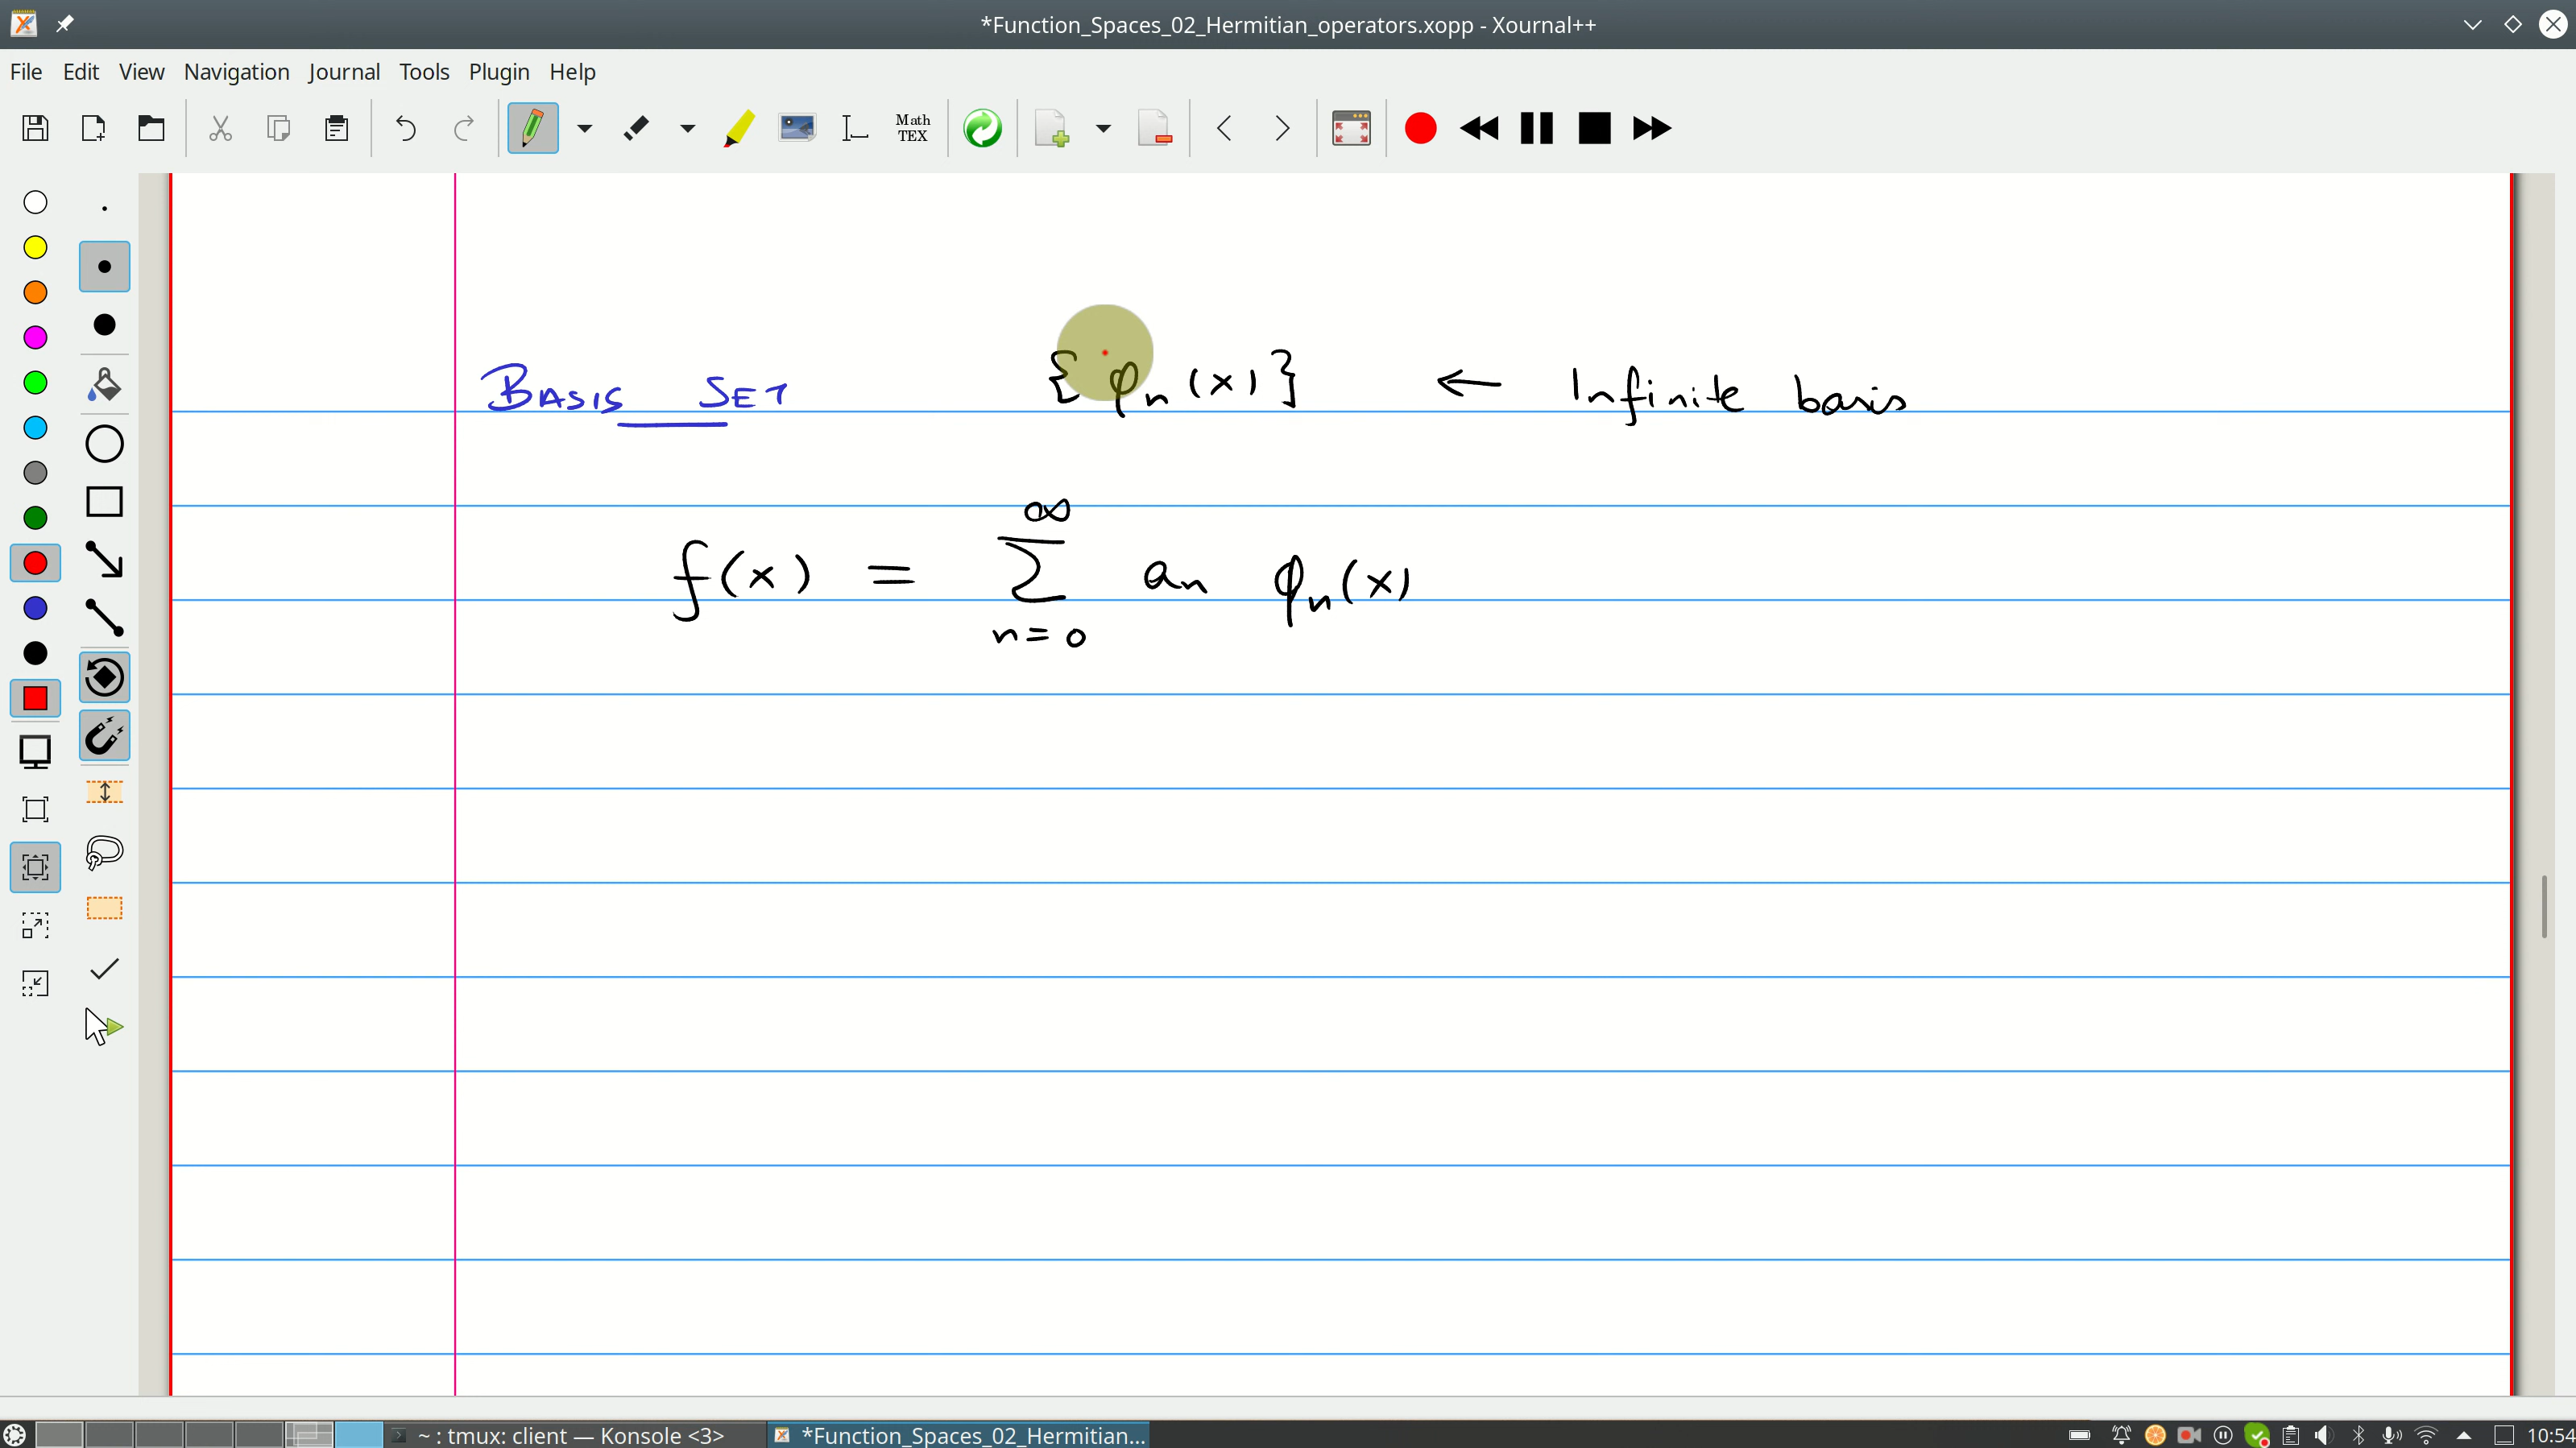 *Function_Spaces_02_Hermitian_operators.xopp - Xournal++
File Edit View Navigation Journal Tools Plugin Help
Math
TEX
BASIS SET { φn (x) } ← Infinite basis
∞
f(x) = Σ an φn(x)
n = 0
~ : tmux: client — Konsole <3> *Function_Spaces_02_Hermitian... 10:54